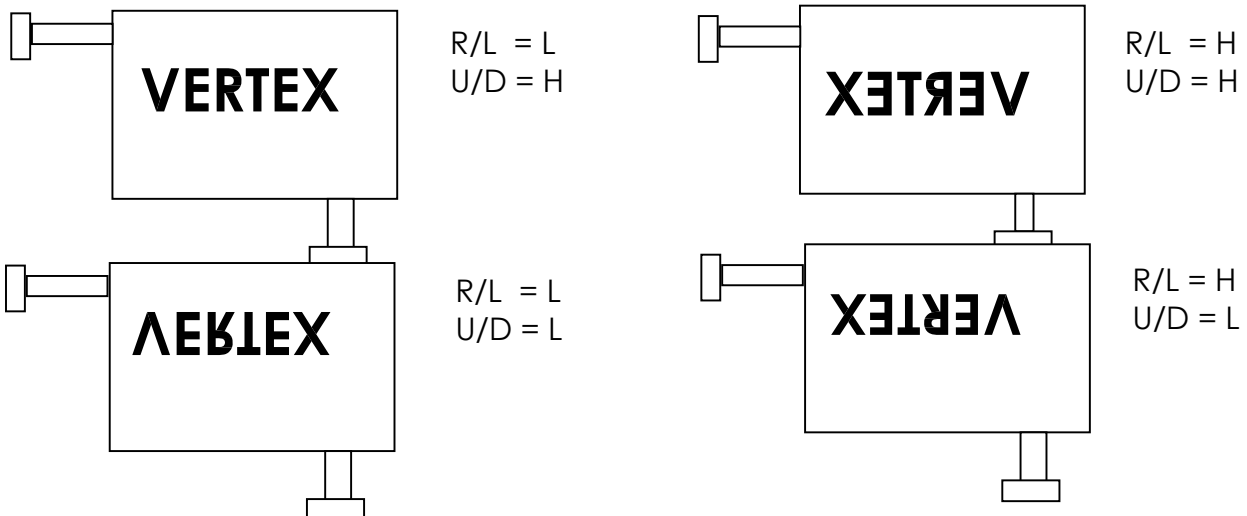 VERTEX
R/L = L
U/D = H
VERTEX
R/L = H
U/D = H
VERTEX
R/L = L
U/D = L
VERTEX
R/L = H
U/D = L